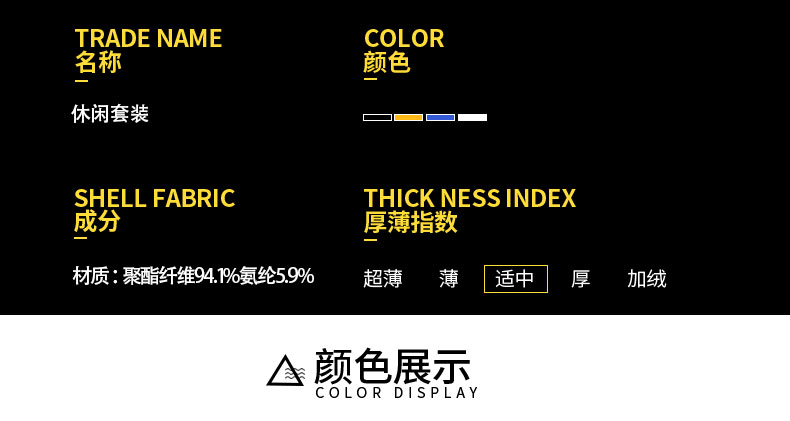 TRADE NAME
名称
休闲套装
COLOR
颜色
SHELL FABRIC
成分
材质：聚酯纤维94.1%氨纶5.9%
THICK NESS INDEX
厚薄指数
超薄 薄 适中 厚 加绒
颜色展示
COLOR DISPLAY